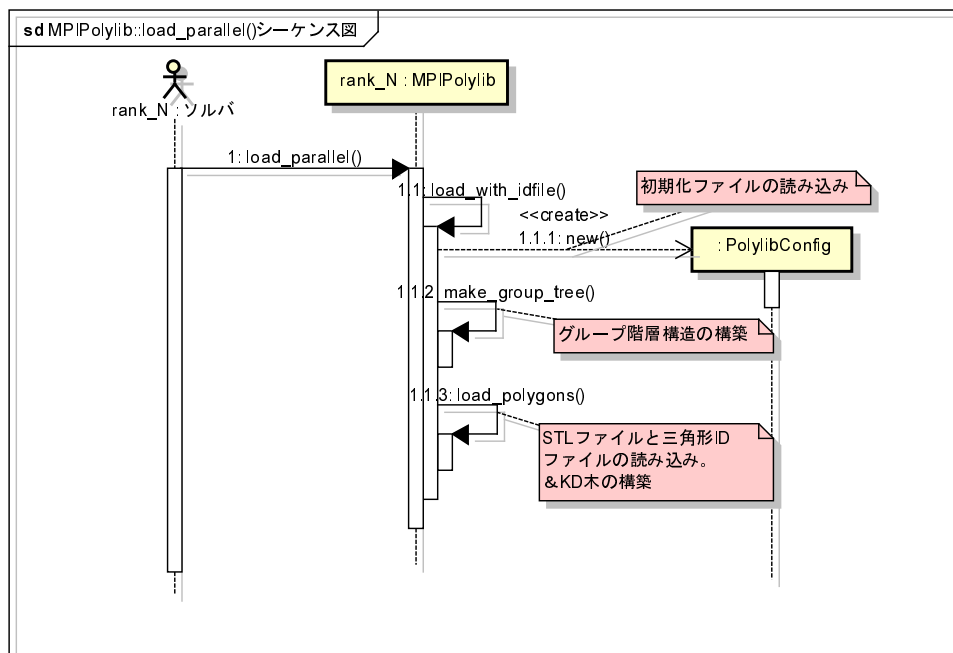 sd MPIPolylib::load_parallel()シーケンス図
rank_N : ソルバ
rank_N : MPIPolylib
1: load_parallel()
1.1: load_with_idfile()
初期化ファイルの読み込み
<<create>>
1.1.1: new()
: PolylibConfig
1.1.2: make_group_tree()
グループ階層構造の構築
1.1.3: load_polygons()
STLファイルと三角形ID
ファイルの読み込み。
＆KD木の構築